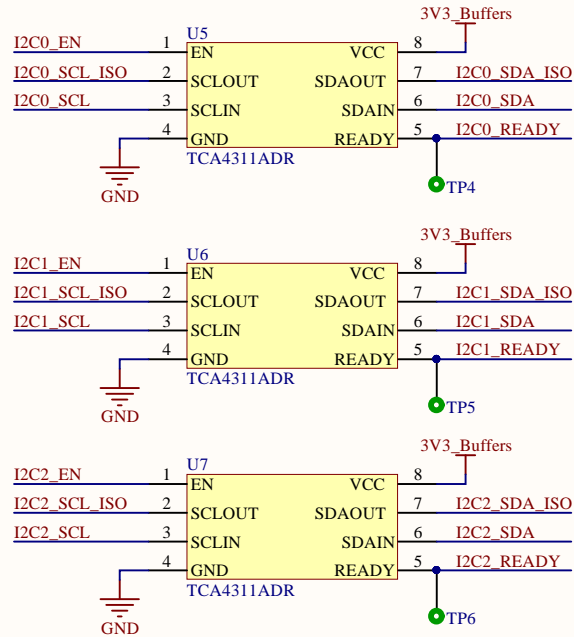 3V3_Buffers
U5
I2C0_EN 1 EN VCC 8
I2C0_SCL_ISO 2 SCLOUT SDAOUT 7 I2C0_SDA_ISO
I2C0_SCL 3 SCLIN SDAIN 6 I2C0_SDA
4 GND READY 5 I2C0_READY
TCA4311ADR
TP4
GND
3V3_Buffers
U6
I2C1_EN 1 EN VCC 8
I2C1_SCL_ISO 2 SCLOUT SDAOUT 7 I2C1_SDA_ISO
I2C1_SCL 3 SCLIN SDAIN 6 I2C1_SDA
4 GND READY 5 I2C1_READY
TCA4311ADR
TP5
GND
3V3_Buffers
U7
I2C2_EN 1 EN VCC 8
I2C2_SCL_ISO 2 SCLOUT SDAOUT 7 I2C2_SDA_ISO
I2C2_SCL 3 SCLIN SDAIN 6 I2C2_SDA
4 GND READY 5 I2C2_READY
TCA4311ADR
TP6
GND